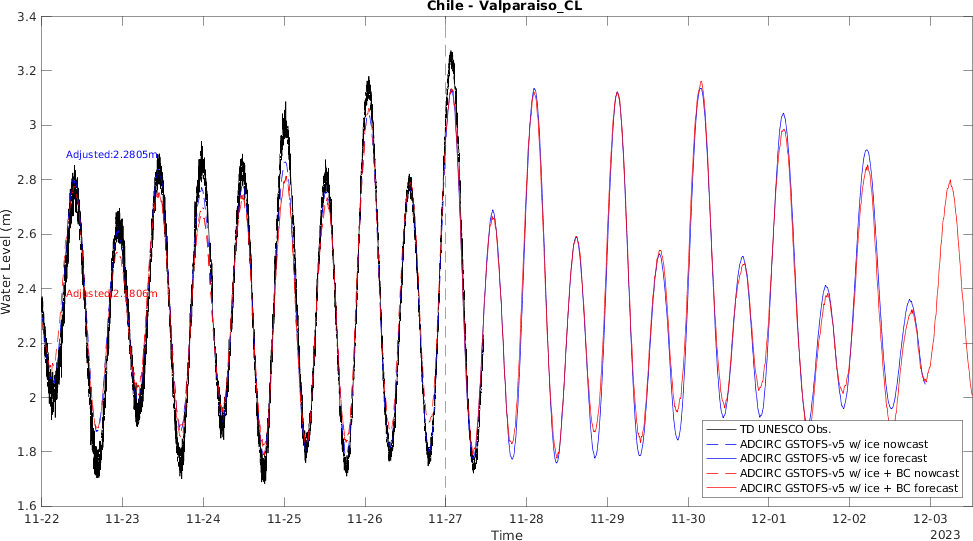 Chile - Valparaiso_CL
3.4
3.2
3
2.8
2.6
2.4
2.2
2
1.8
1.6
Water Level (m)
Adjusted:2.2805m
TD UNESCO Obs.
ADCIRC GSTOFS-v5 w/ ice nowcast
ADCIRC GSTOFS-v5 w/ ice forecast
ADCIRC GSTOFS-v5 w/ ice + BC nowcast
ADCIRC GSTOFS-v5 w/ ice + BC forecast
11-22
11-23
11-24
11-25
11-26
11-27
11-28
11-29
11-30
12-01
12-02
12-03
Time
2023